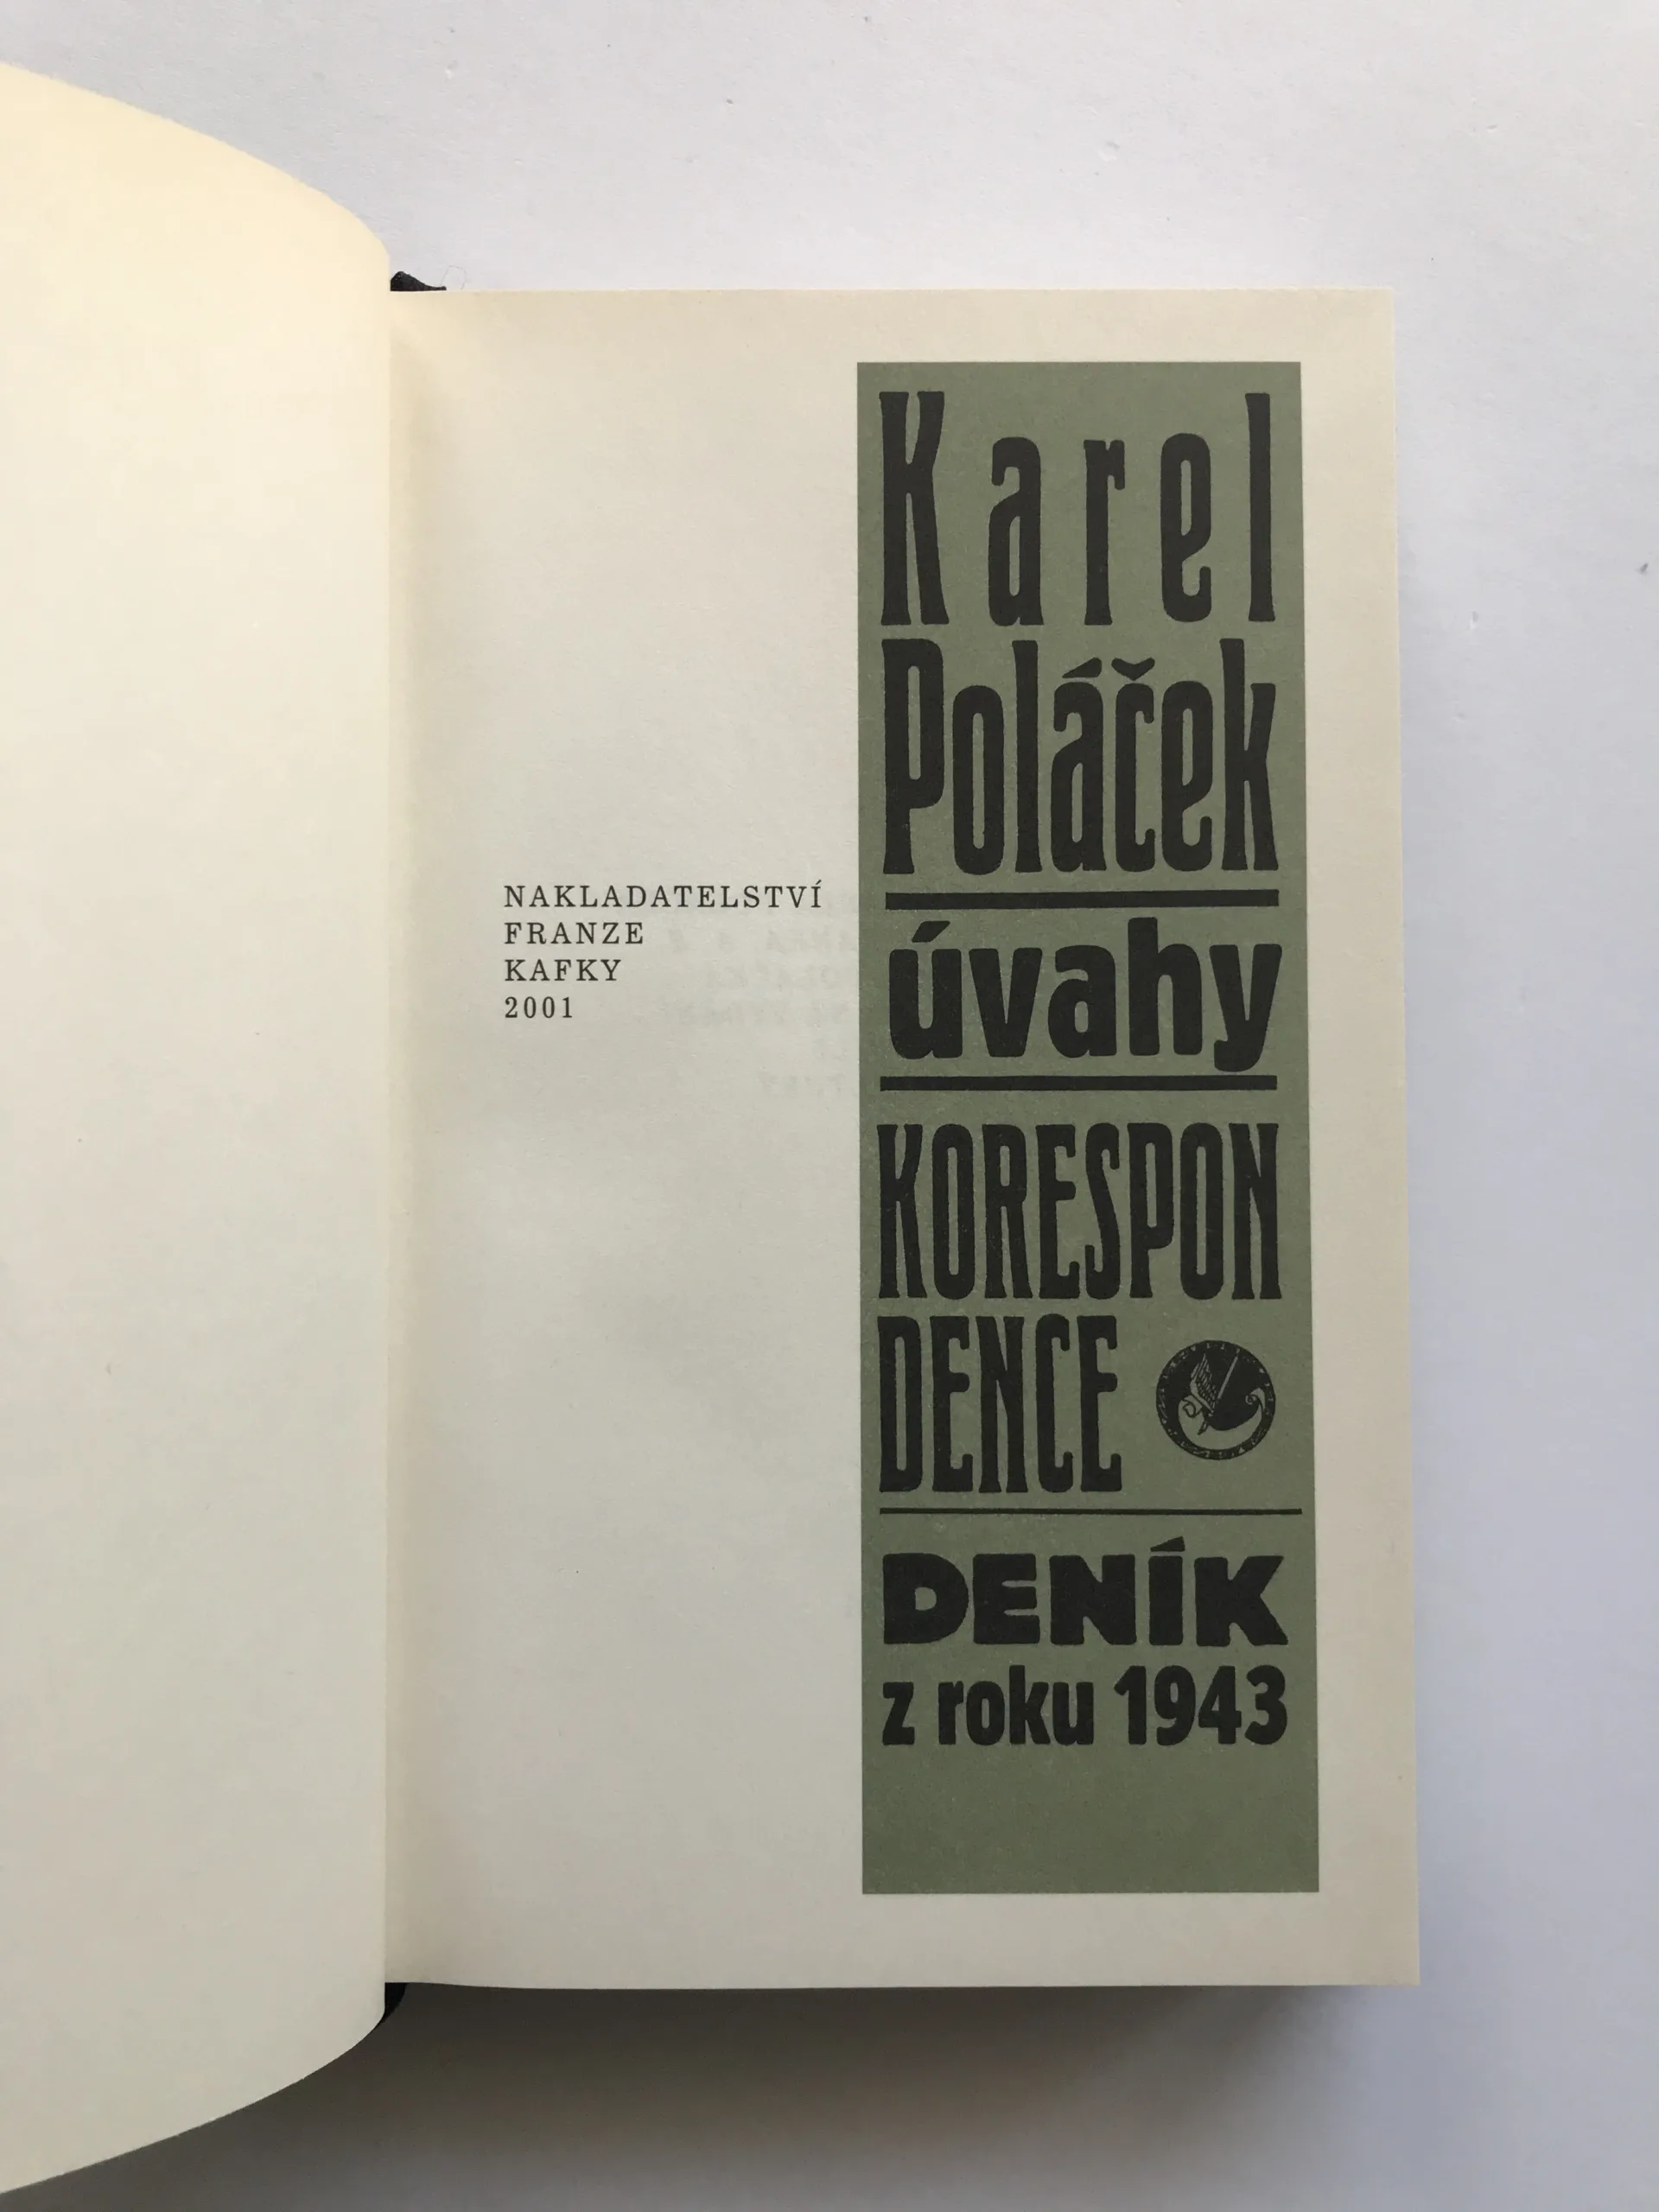 NAKLADATELSTVÍ
FRANZE
KAFKY
2001
Karel
Poláček
úvahy
KORESPON
DENCE
DENÍK
z roku 1943